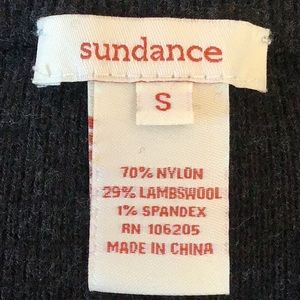 sundance
S
70% NYLON
29% LAMBSWOOL
1% SPANDEX
RN 106205
MADE IN CHINA